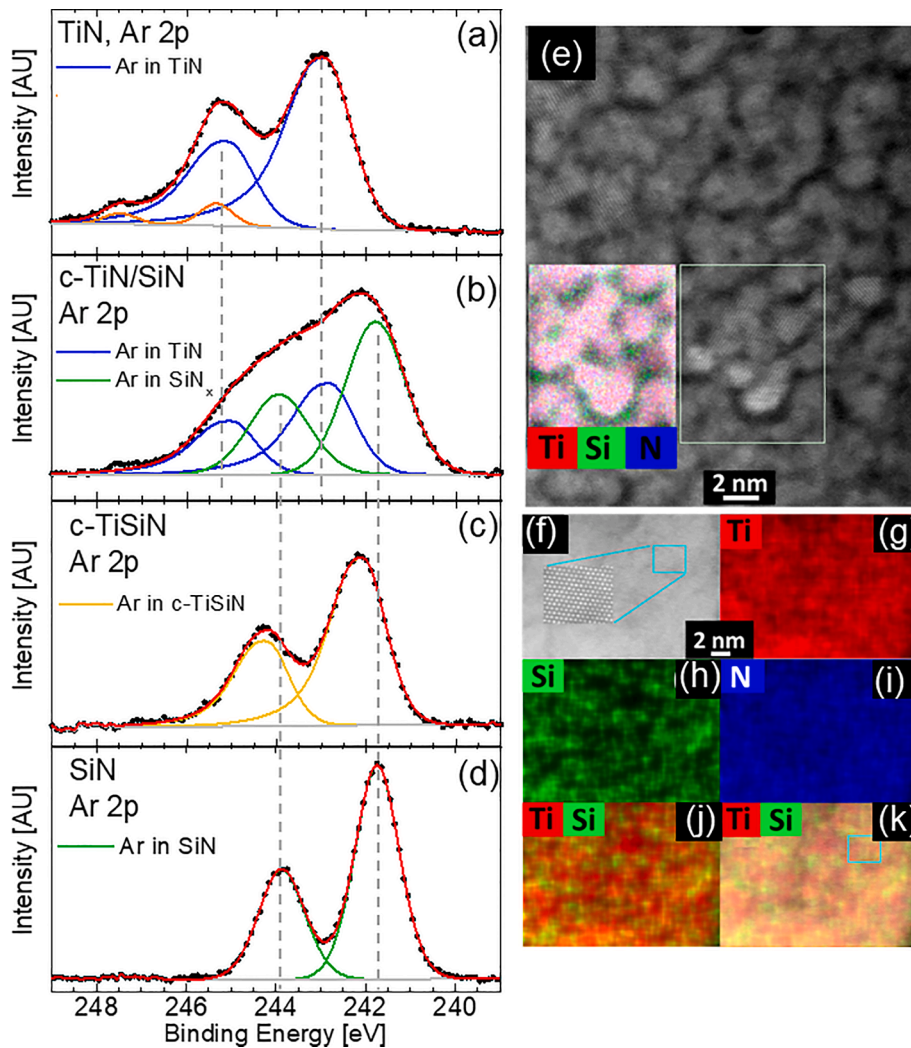 TiN, Ar 2p
(a)
Ar in TiN
Intensity [AU]
c-TiN/SiN
(b)
Ar 2p
Ar in TiN
Ar in SiN
x
Intensity [AU]
c-TiSiN
(c)
Ar 2p
Ar in c-TiSiN
Intensity [AU]
SiN
(d)
Ar 2p
Ar in SiN
Intensity [AU]
248 246 244 242 240
Binding Energy [eV]
(e)
Ti Si N
2 nm
(f)
2 nm
Ti (g)
Si (h)
N (i)
Ti Si (j)
Ti Si (k)